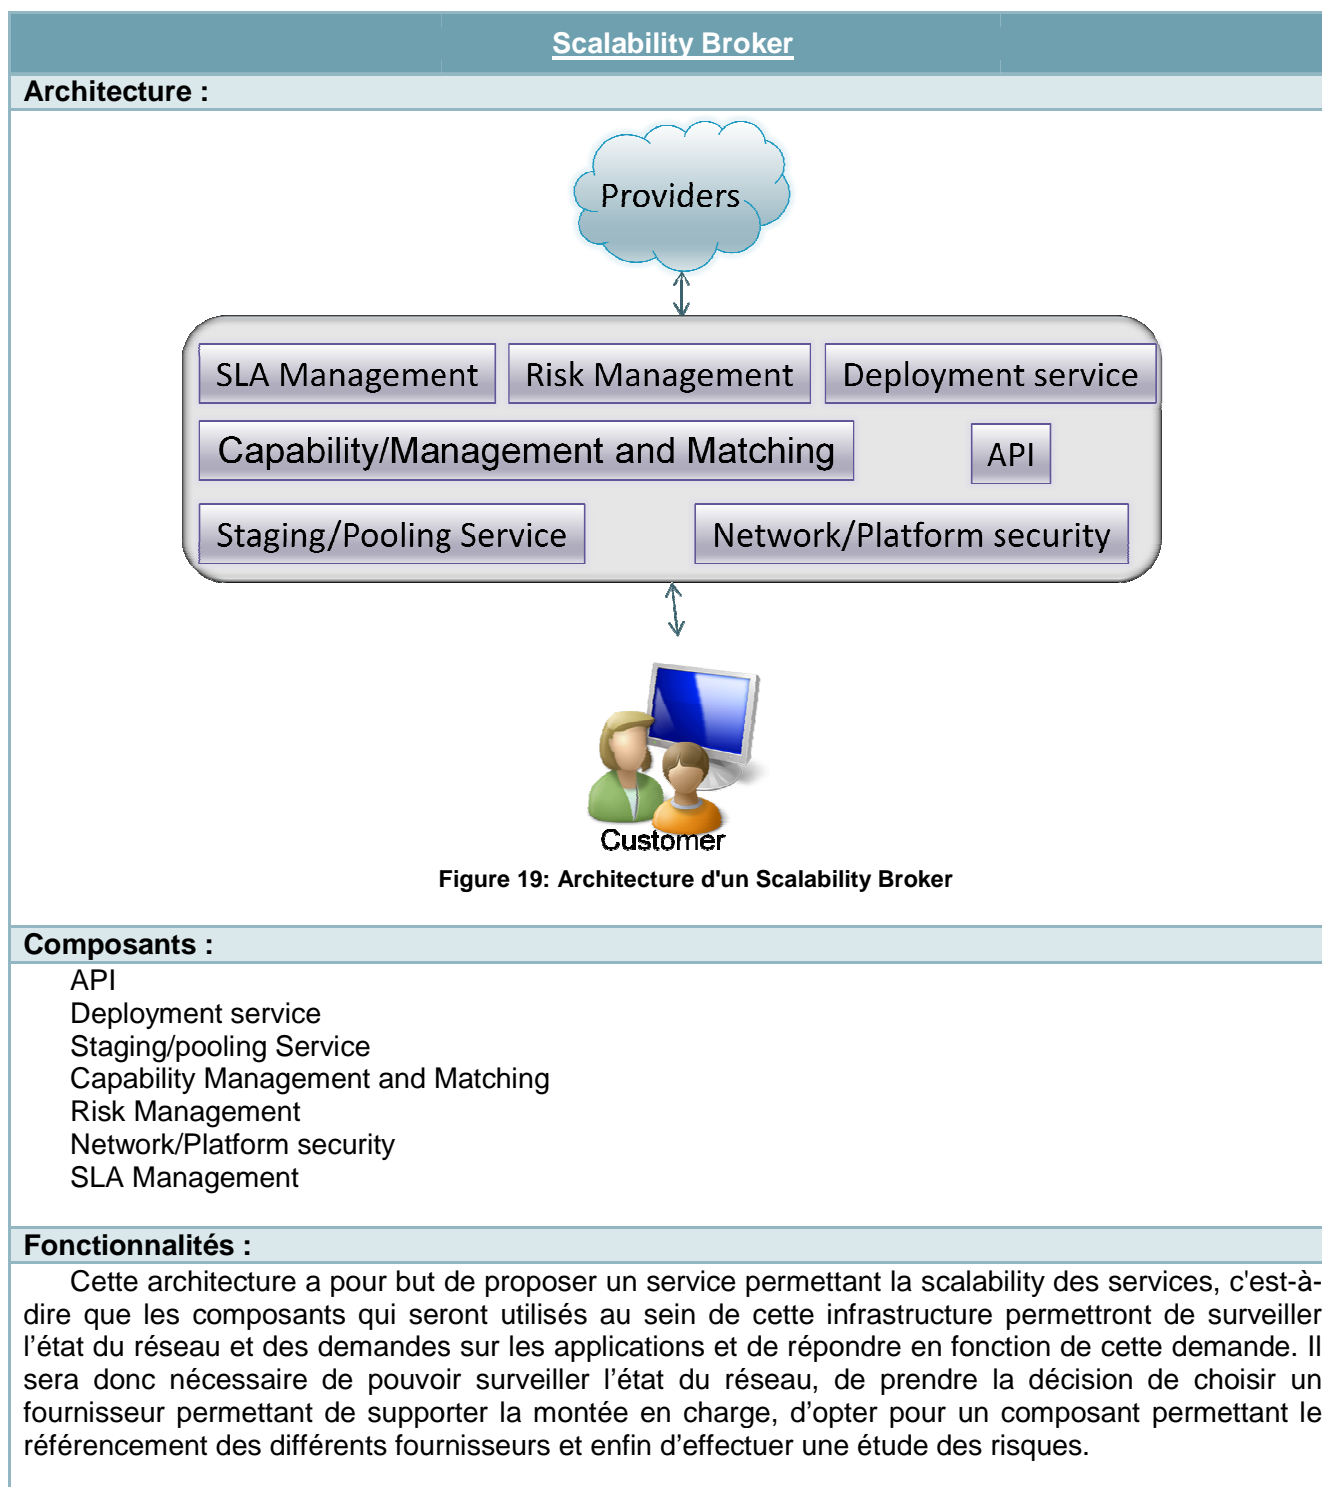 Scalability Broker
Architecture :
Providers
SLA Management
Risk Management
Deployment service
Capability/Management and Matching
API
Staging/Pooling Service
Network/Platform security
Customer
Figure 19: Architecture d'un Scalability Broker
Composants :
API
Deployment service
Staging/pooling Service
Capability Management and Matching
Risk Management
Network/Platform security
SLA Management
Fonctionnalités :
Cette architecture a pour but de proposer un service permettant la scalability des services, c'est-à-
dire que les composants qui seront utilisés au sein de cette infrastructure permettront de surveiller
l’état du réseau et des demandes sur les applications et de répondre en fonction de cette demande. Il
sera donc nécessaire de pouvoir surveiller l’état du réseau, de prendre la décision de choisir un
fournisseur permettant de supporter la montée en charge, d’opter pour un composant permettant le
référencement des différents fournisseurs et enfin d’effectuer une étude des risques.